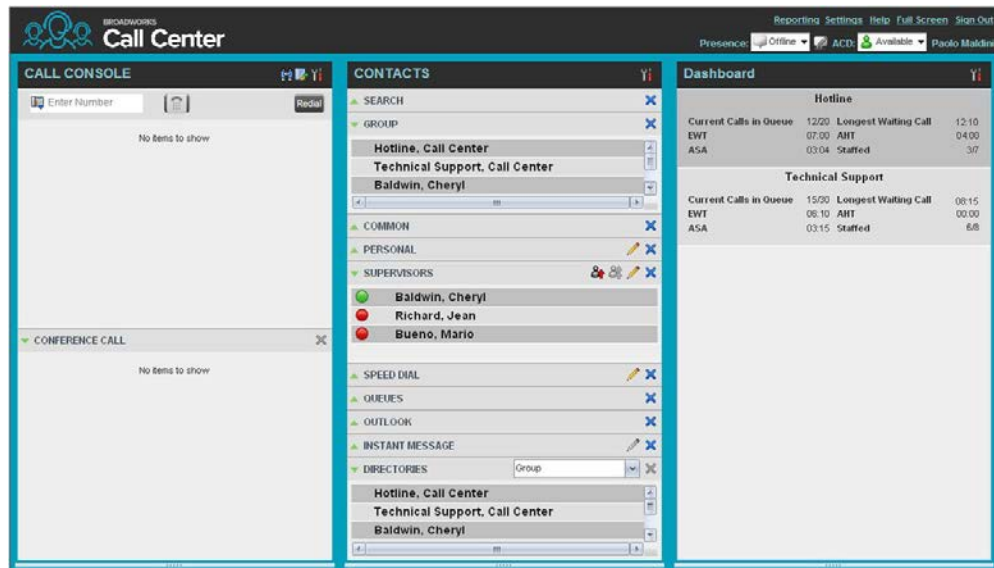 BROADWORKS
Call Center
Reporting Settings Help Full Screen Sign Out
Presence: Offline ACD: Available Paolo Maldini
CALL CONSOLE
Enter Number
Redial
No items to show
CONFERENCE CALL
No items to show
CONTACTS
SEARCH
GROUP
Hotline, Call Center
Technical Support, Call Center
Baldwin, Cheryl
COMMON
PERSONAL
SUPERVISORS
Baldwin, Cheryl
Richard, Jean
Bueno, Mario
SPEED DIAL
QUEUES
OUTLOOK
INSTANT MESSAGE
DIRECTORIES Group
Hotline, Call Center
Technical Support, Call Center
Baldwin, Cheryl
Dashboard
Hotline
Current Calls in Queue 12/20 Longest Waiting Call 12:10
EWT 07:00 AHT 04:00
ASA 03:04 Staffed 3/7
Technical Support
Current Calls in Queue 15/30 Longest Waiting Call 08:15
EWT 06:10 AHT 00:00
ASA 03:15 Staffed 6/8